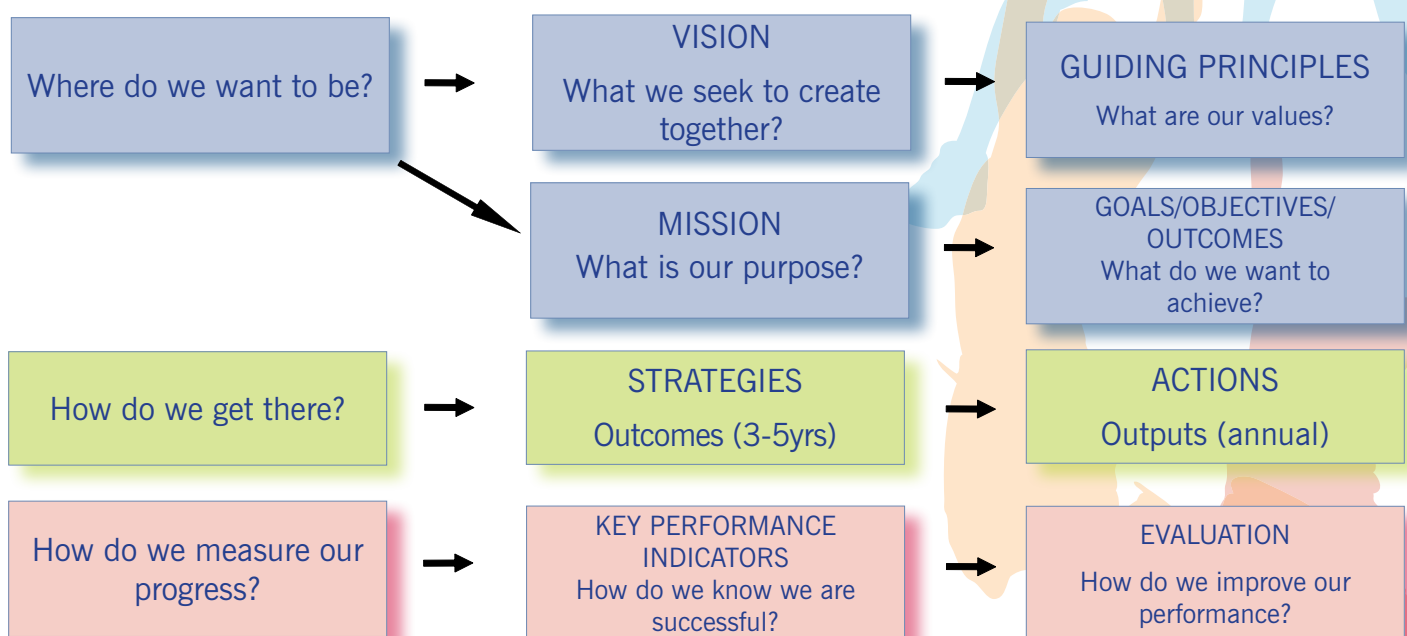 Where do we want to be?
VISION
What we seek to create
together?
GUIDING PRINCIPLES
What are our values?
MISSION
What is our purpose?
GOALS/OBJECTIVES/
OUTCOMES
What do we want to
achieve?
How do we get there?
STRATEGIES
Outcomes (3-5yrs)
ACTIONS
Outputs (annual)
How do we measure our
progress?
KEY PERFORMANCE
INDICATORS
How do we know we are
successful?
EVALUATION
How do we improve our
performance?